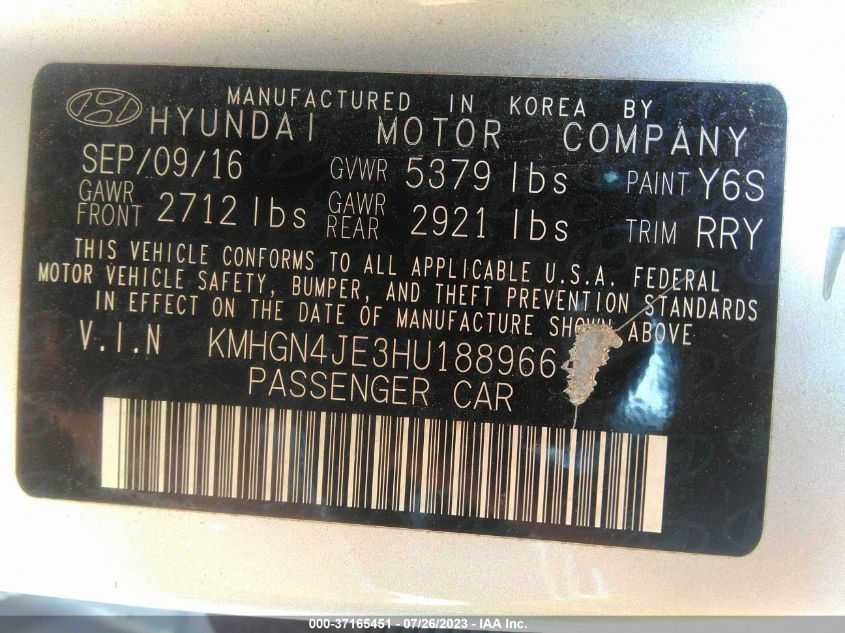 MANUFACTURED IN KOREA BY
HYUNDAI MOTOR COMPANY
SEP/09/16 GVWR 5379 lbs PAINT Y6S
GAWR FRONT 2712 lbs GAWR REAR 2921 lbs TRIM RRY
THIS VEHICLE CONFORMS TO ALL APPLICABLE U.S.A. FEDERAL
MOTOR VEHICLE SAFETY, BUMPER, AND THEFT PREVENTION STANDARDS
IN EFFECT ON THE DATE OF MANUFACTURE SHOWN ABOVE
V.I.N KMHGN4JE3HU188966
PASSENGER CAR
000-37165451 - 07/26/2023 - IAA Inc.